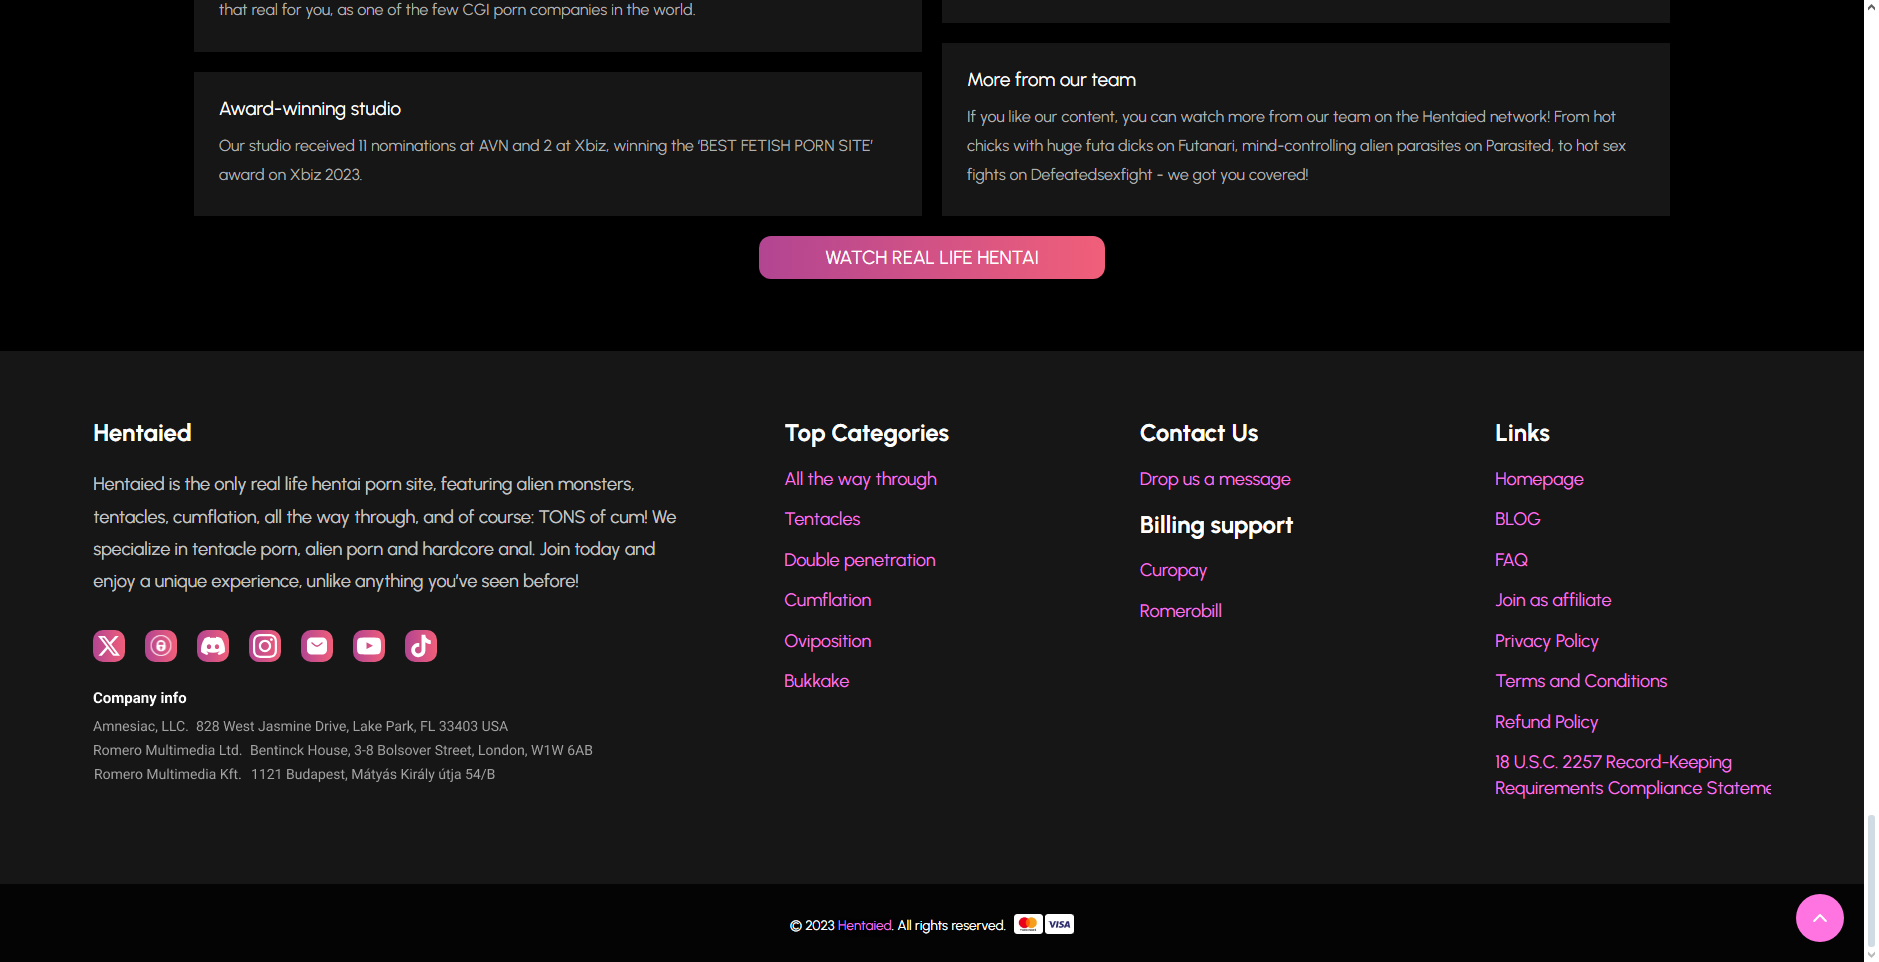 that real for you, as one of the few CGI porn companies in the world.
Award-winning studio
Our studio received 11 nominations at AVN and 2 at Xbiz, winning the ‘BEST FETISH PORN SITE’
award on Xbiz 2023.
More from our team
If you like our content, you can watch more from our team on the Hentaied network! From hot
chicks with huge futa dicks on Futanari, mind-controlling alien parasites on Parasited, to hot sex
fights on Defeatedsexfight - we got you covered!
WATCH REAL LIFE HENTAI
Hentaied
Hentaied is the only real life hentai porn site, featuring alien monsters,
tentacles, cumflation, all the way through, and of course: TONS of cum! We
specialize in tentacle porn, alien porn and hardcore anal. Join today and
enjoy a unique experience, unlike anything you’ve seen before!
Company info
Amnesiac, LLC. 828 West Jasmine Drive, Lake Park, FL 33403 USA
Romero Multimedia Ltd. Bentinck House, 3-8 Bolsover Street, London, W1W 6AB
Romero Multimedia Kft. 1121 Budapest, Mátyás Király útja 54/B
Top Categories
All the way through
Tentacles
Double penetration
Cumflation
Oviposition
Bukkake
Contact Us
Drop us a message
Billing support
Curopay
Romerobill
Links
Homepage
BLOG
FAQ
Join as affiliate
Privacy Policy
Terms and Conditions
Refund Policy
18 U.S.C. 2257 Record-Keeping
Requirements Compliance Stateme
© 2023 Hentaied. All rights reserved.
VISA